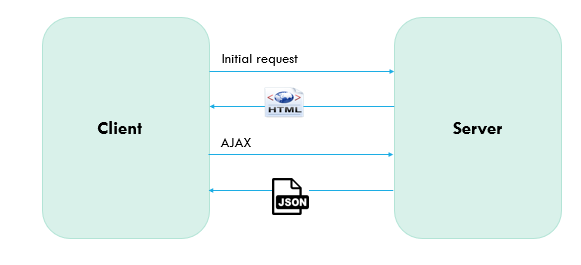 Initial request
<>
HTML
Client
Server
AJAX
JSON